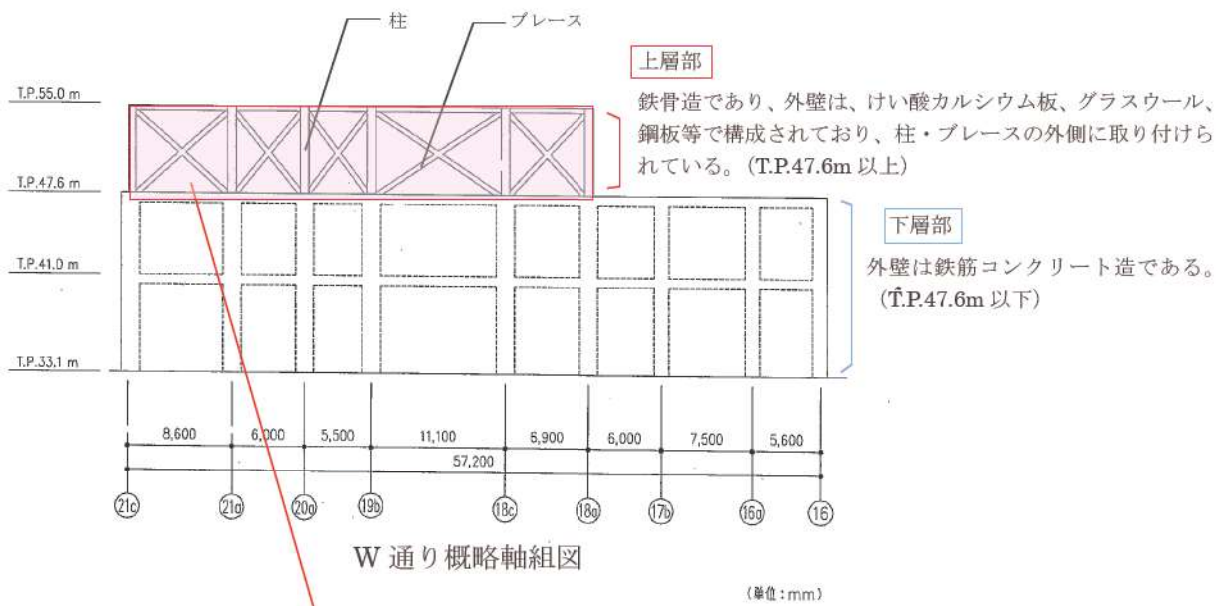 柱
ブレース
上層部
鉄骨造であり、外壁は、けい酸カルシウム板、グラスウール、
鋼板等で構成されており、柱・ブレースの外側に取り付けら
れている。（T.P.47.6m 以上）
T.P.55.0 m
T.P.47.6 m
下層部
外壁は鉄筋コンクリート造である。
（T.P.47.6m 以下）
T.P.41.0 m
T.P.33.1 m
8,600 6,000 5,500 11,100 6,900 6,000 7,500 5,600
57,200
21c 21a 20a 19b 18c 18a 17b 16a 16
W 通り概略軸組図
(単位:mm)